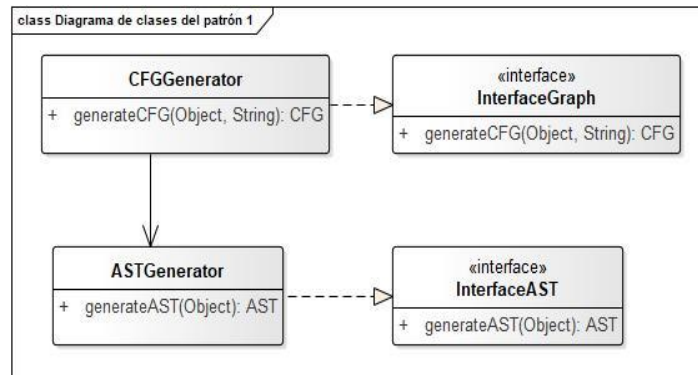 class Diagrama de clases del patrón 1
CFGGenerator
+ generateCFG(Object, String): CFG
«interface»
InterfaceGraph
+ generateCFG(Object, String): CFG
ASTGenerator
+ generateAST(Object): AST
«interface»
InterfaceAST
+ generateAST(Object): AST